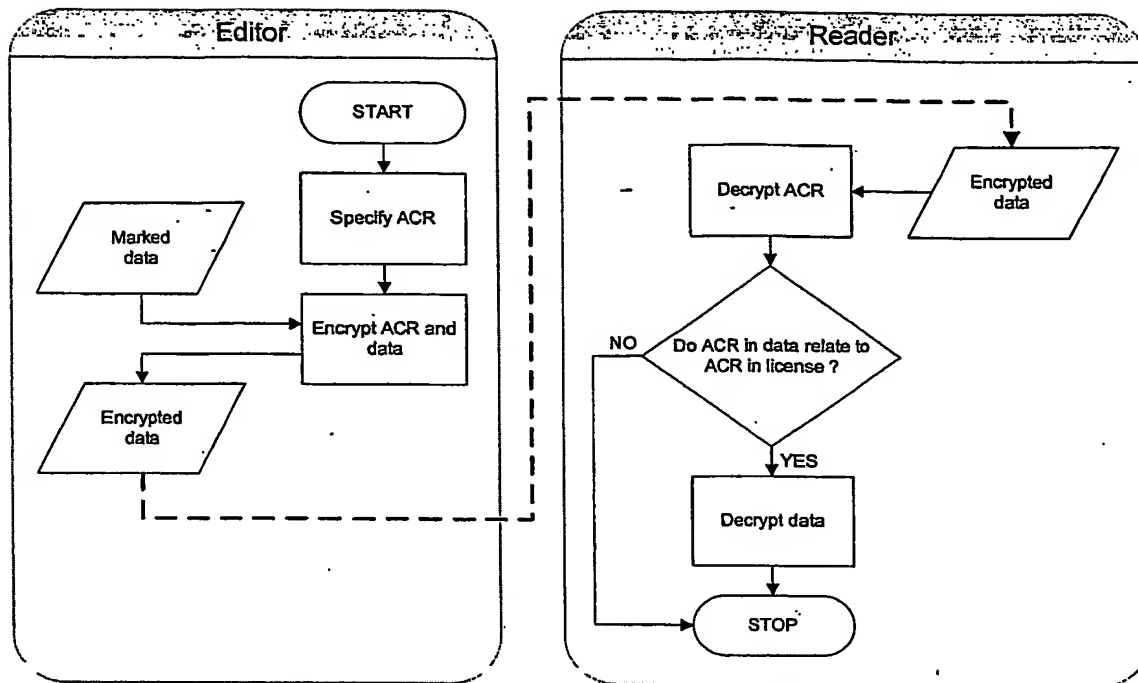 Editor
START
Specify ACR
Marked
data
Encrypt ACR and
data
Encrypted
data
Reader
Encrypted
data
Decrypt ACR
Do ACR in data relate to
ACR in license ?
NO
YES
Decrypt data
STOP